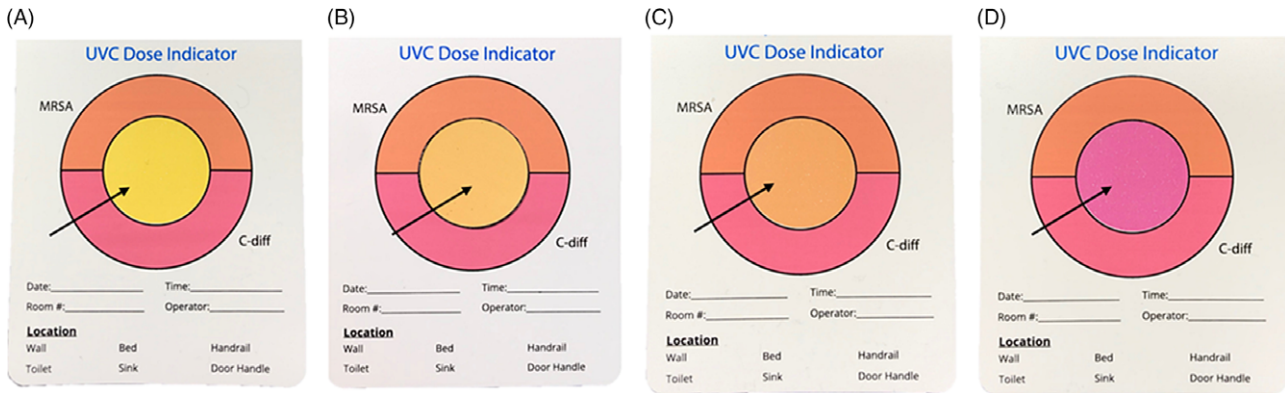 (A)
UVC Dose Indicator
MRSA
C-diff
Date: Time:
Room #: Operator:
Location
Wall Bed Handrail
Toilet Sink Door Handle
(B)
UVC Dose Indicator
MRSA
C-diff
Date: Time:
Room #: Operator:
Location
Wall Bed Handrail
Toilet Sink Door Handle
(C)
UVC Dose Indicator
MRSA
C-diff
Date: Time:
Room #: Operator:
Location
Wall Bed Handrail
Toilet Sink Door Handle
(D)
UVC Dose Indicator
MRSA
C-diff
Date: Time:
Room #: Operator:
Location
Wall Bed Handrail
Toilet Sink Door Handle